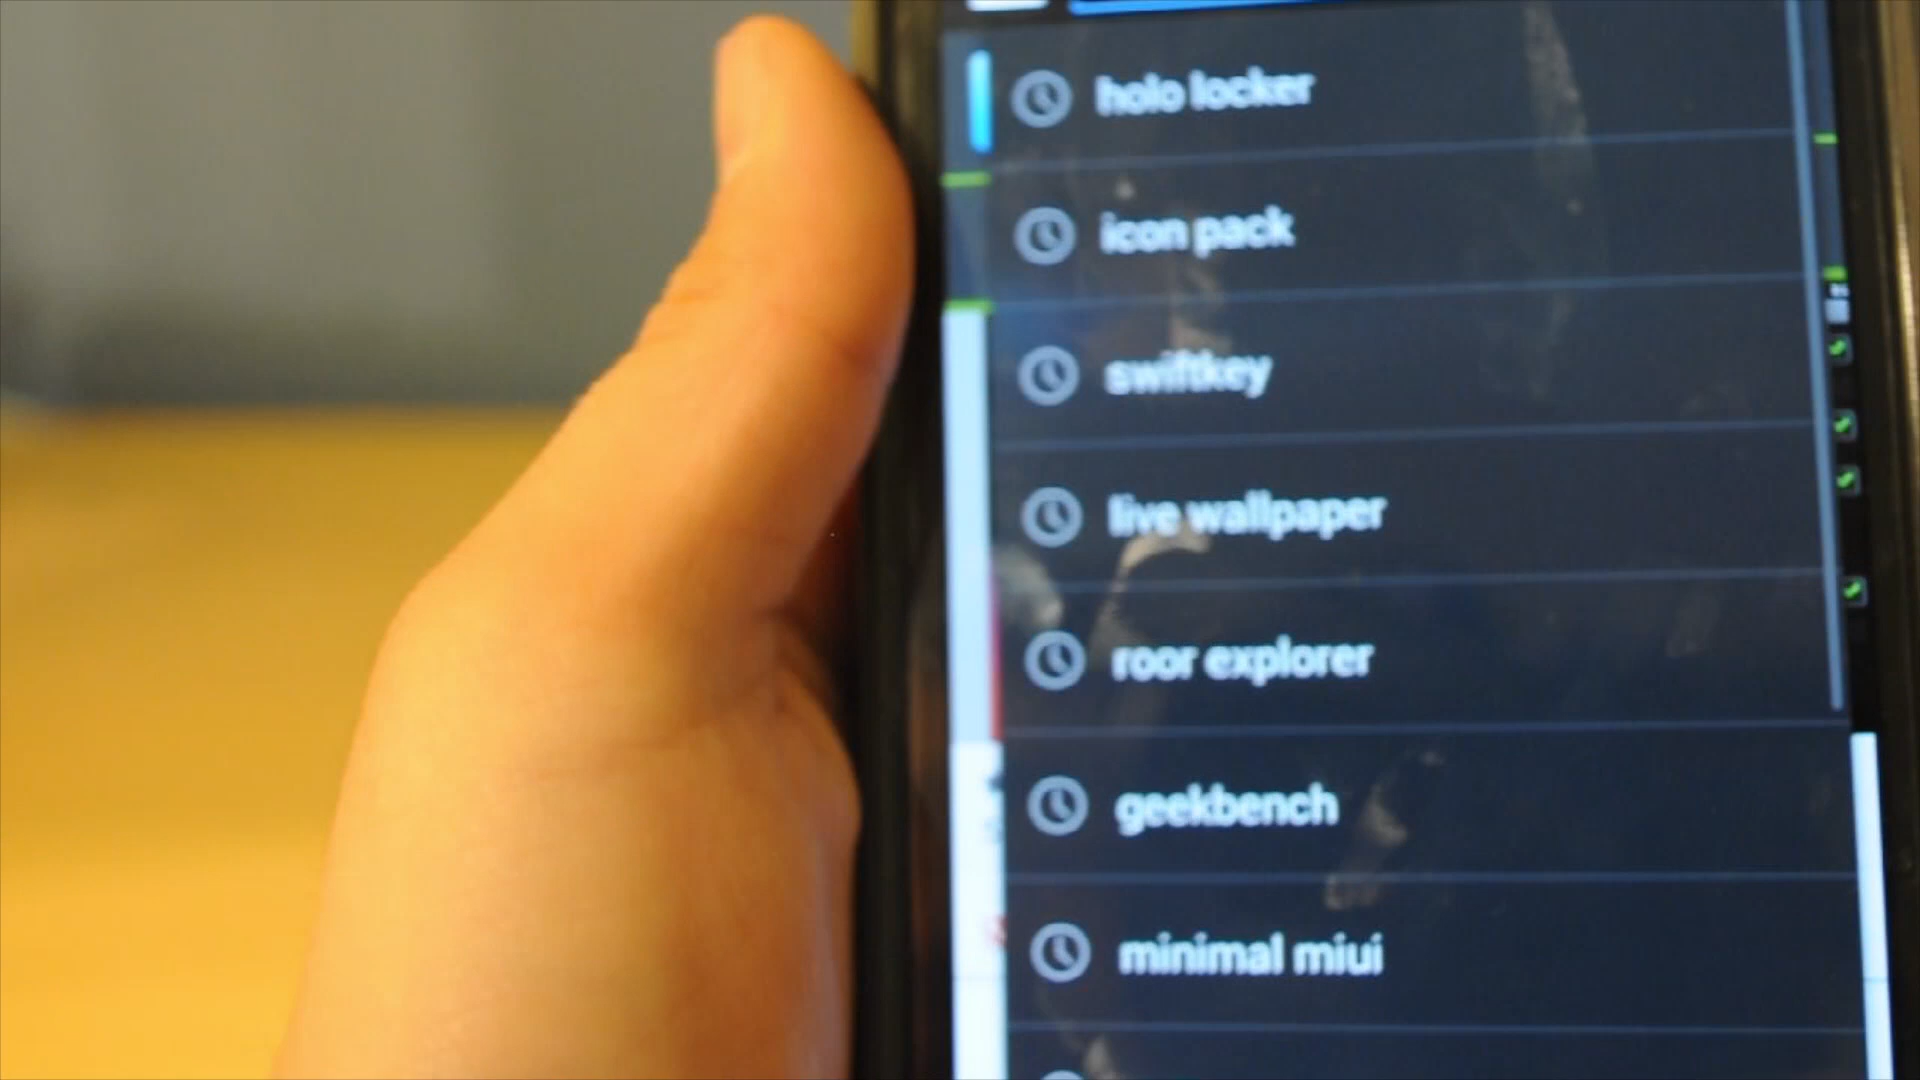 holo locker
icon pack
swiftkey
live wallpaper
roor explorer
geekbench
minimal miui